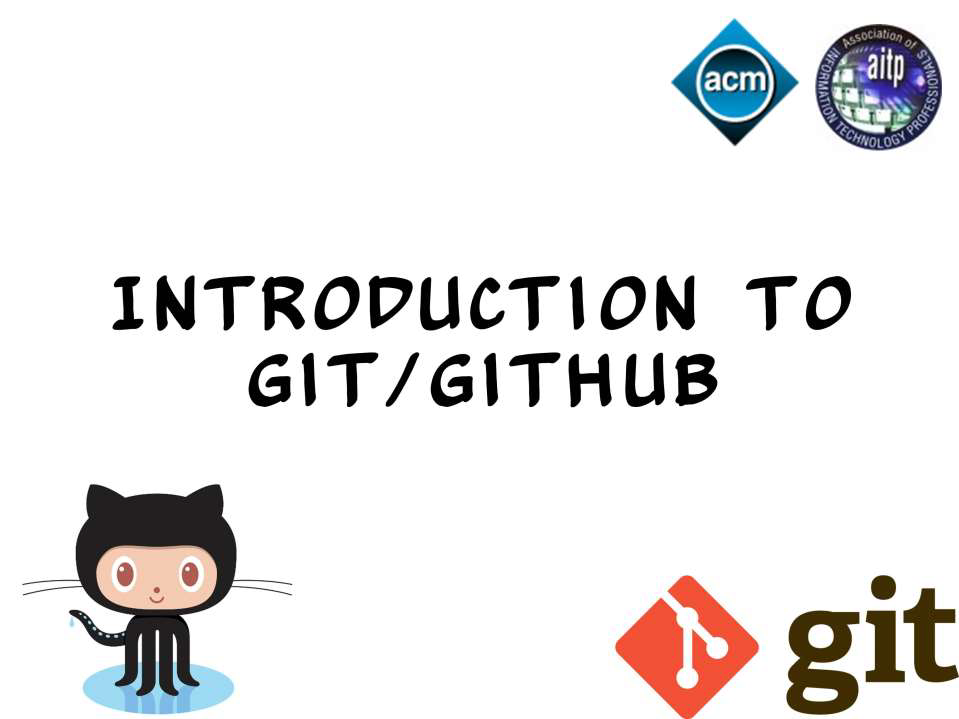 acm
Association of
aitp
INFORMATION TECHNOLOGY PROFESSIONALS
INTRODUCTION TO
GIT/GITHUB
git